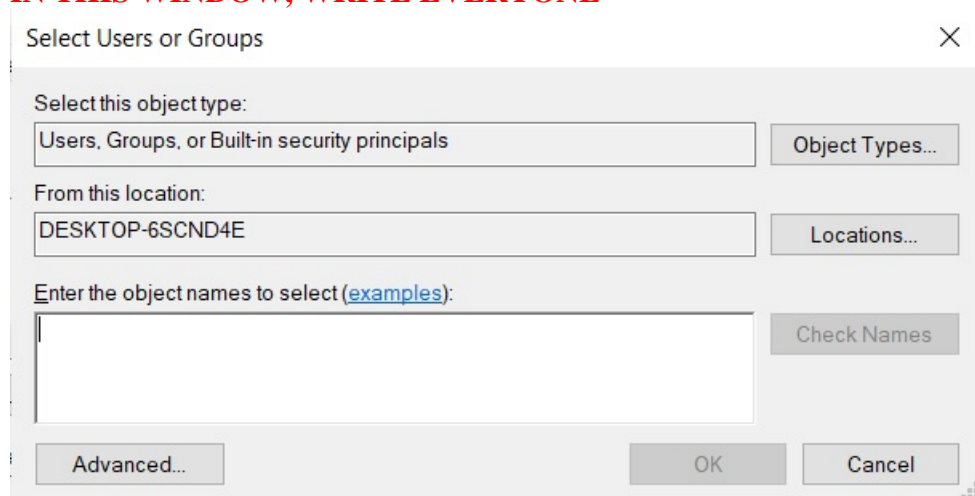 IN THIS WINDOW, WRITE EVERYONE
Select Users or Groups
Select this object type:
Users, Groups, or Built-in security principals
Object Types...
From this location:
DESKTOP-6SCND4E
Locations...
Enter the object names to select (examples):
Check Names
Advanced...
OK
Cancel